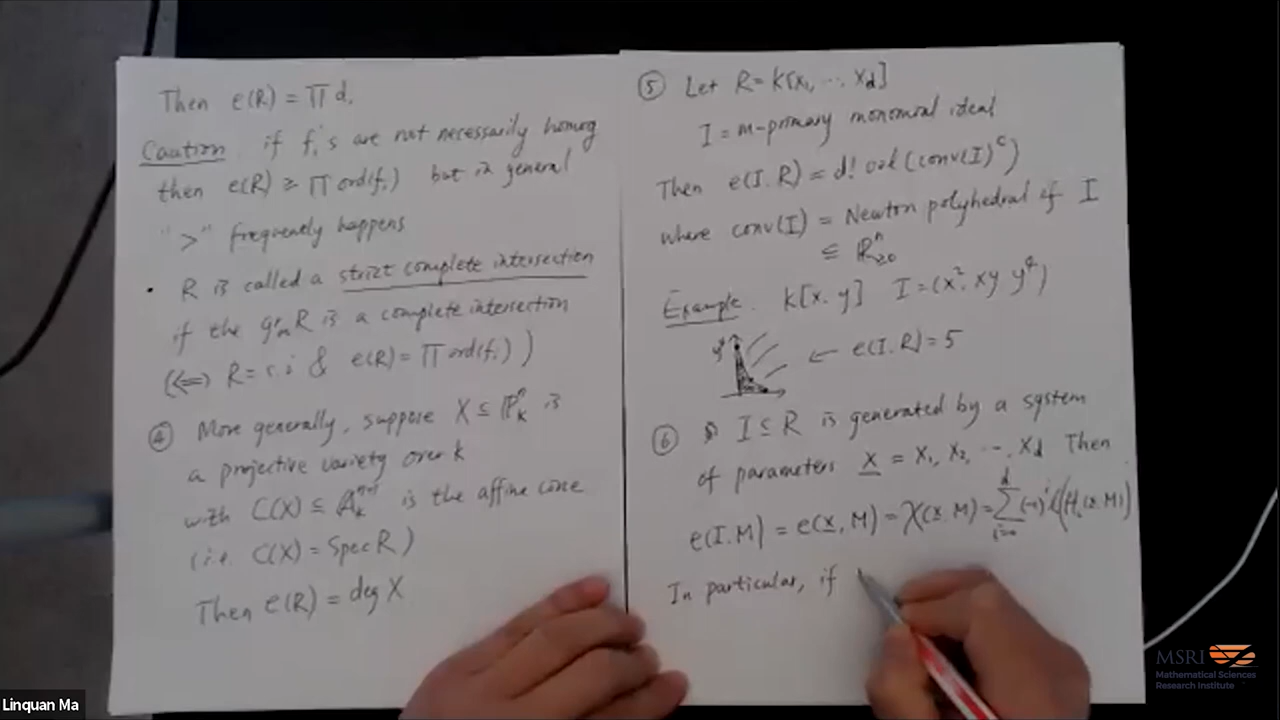 Then e(R) = ∏ dᵢ
Caution. if fᵢ's are not necessarily homog
then e(R) ≥ ∏ ord(fᵢ) but in general
">" frequently happens
• R is called a strict complete intersection
if the grₘR is a complete intersection
(⟺ R = c.i & e(R) = ∏ ord(fᵢ))
④ More generally, suppose X ⊆ ℙⁿₖ is
a projective variety over k
with C(X) ⊆ 𝔸ⁿ⁺¹ₖ is the affine cone
(i.e. C(X) = Spec R)
Then e(R) = deg X
⑤ Let R = k[x₁, ..., x_d]
I = m-primary monomial ideal
Then e(I, R) = d! vol(conv(I)ᶜ)
where conv(I) = Newton polyhedral of I
⊆ ℝⁿ≥0
Example. k[x, y] I = (x², xy, y⁴)
y⁴
← e(I, R) = 5
⑥ I ⊆ R is generated by a system
of parameters x = x₁, x₂, ..., x_d Then
e(I, M) = e(x, M) = χ(x, M) = ∑ᵢ₌₀ᵈ (-1)ⁱ ℓ(Hᵢ(x, M))
In particular, if
MSRI
Mathematical Sciences
Research Institute
Linquan Ma